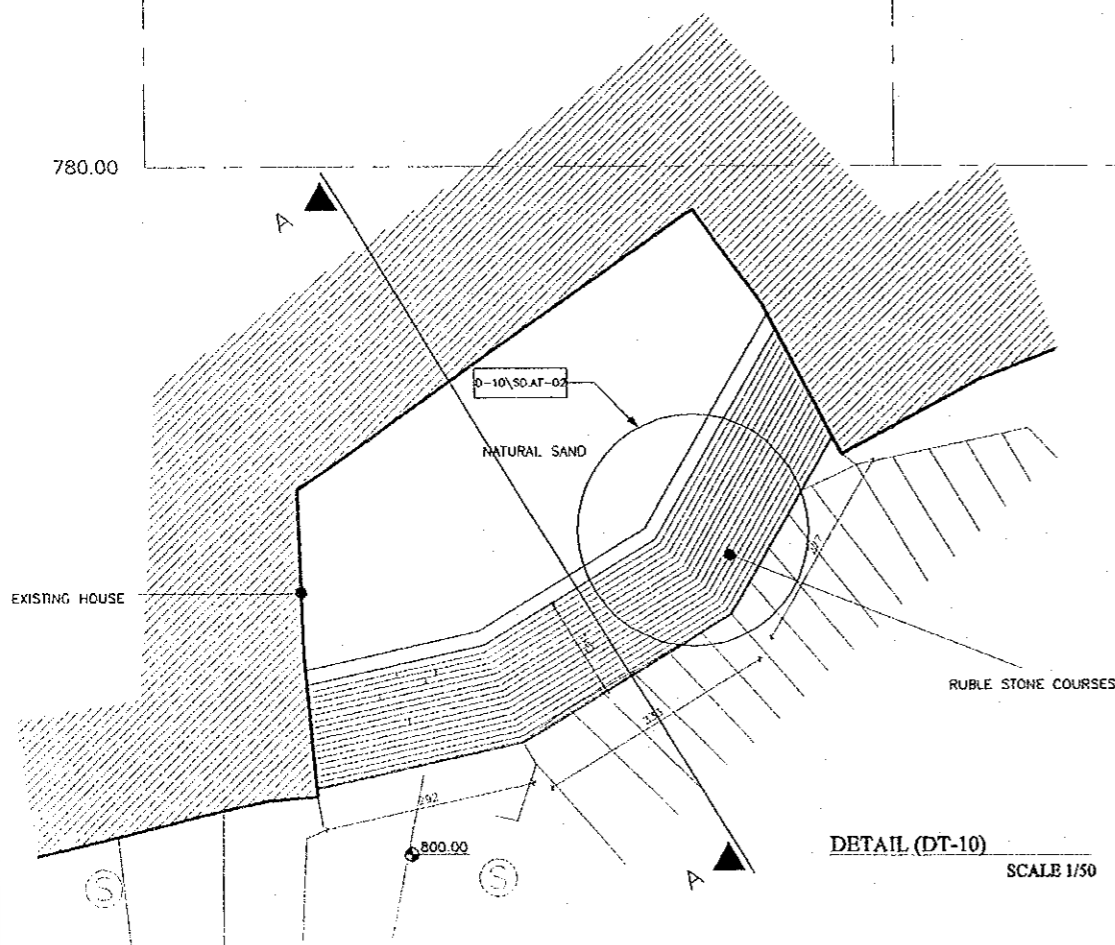 780.00
A
D-10\SD.AT-02
NATURAL SAND
EXISTING HOUSE
RUBLE STONE COURSES
292
800.00
S
S
A
DETAIL (DT-10)
SCALE 1/50